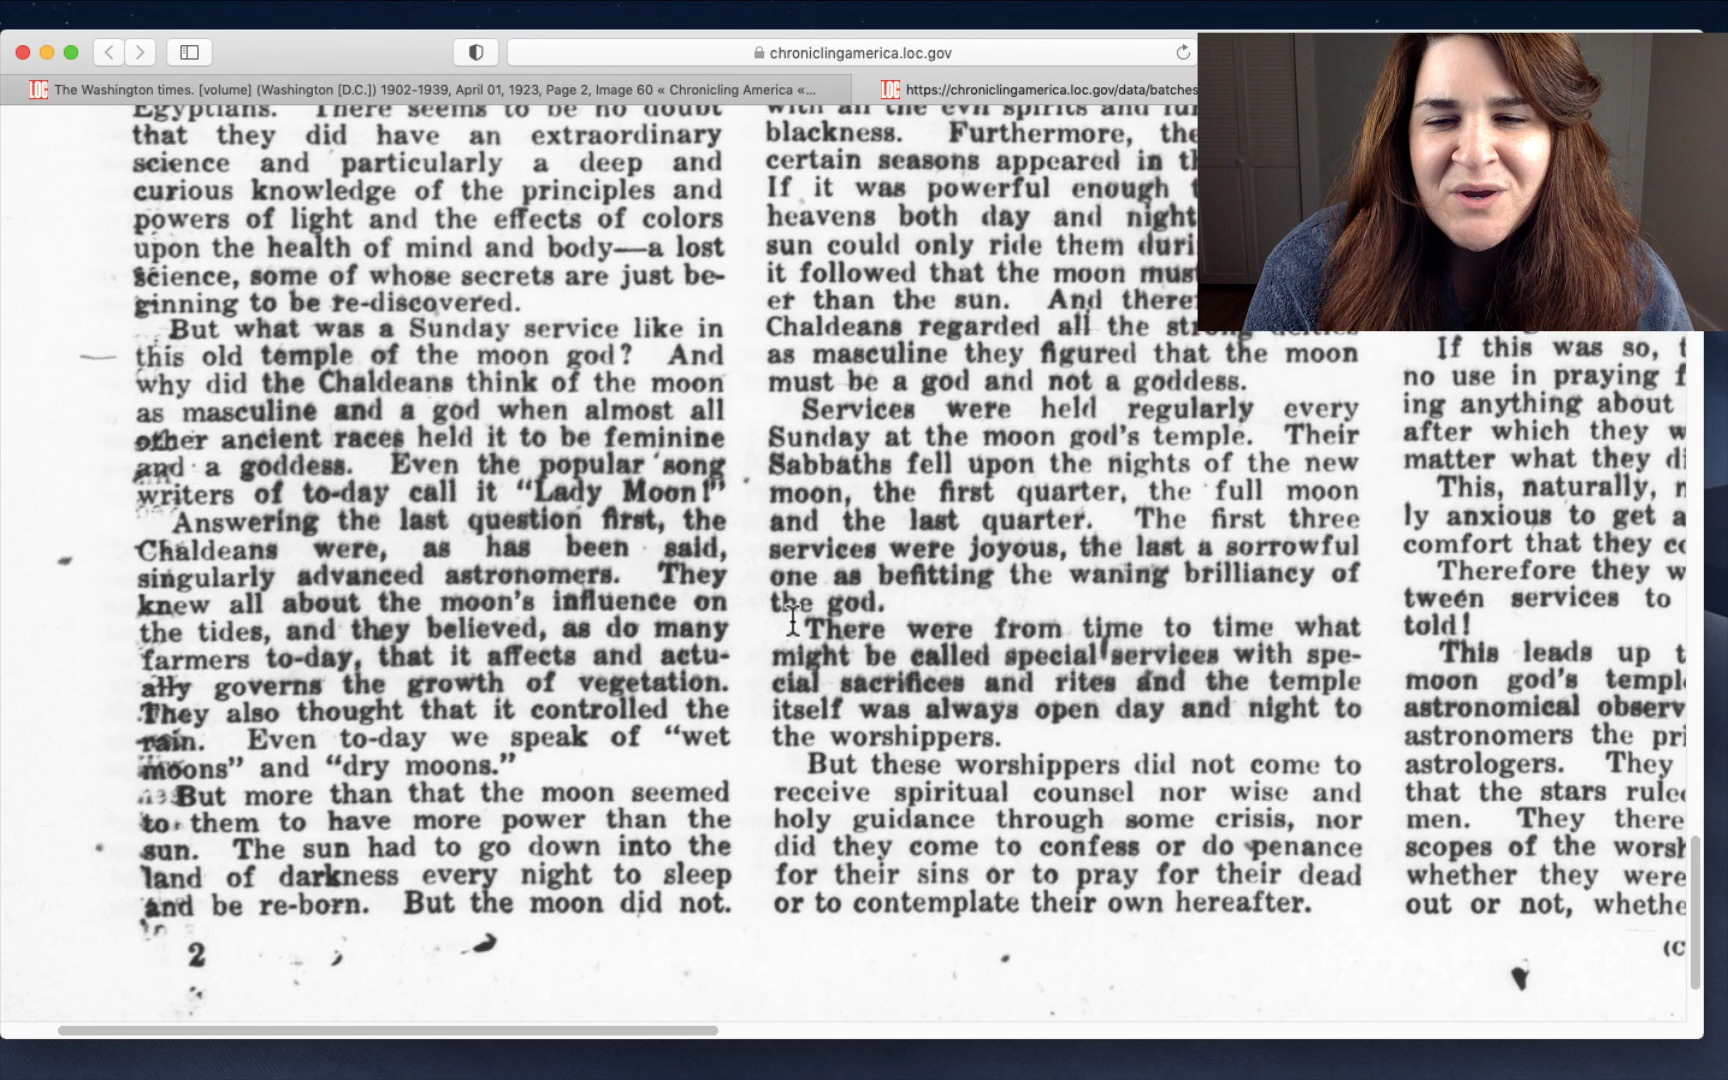 chroniclingamerica.loc.gov
The Washington times. [volume] (Washington [D.C.]) 1902-1939, April 01, 1923, Page 2, Image 60 « Chronicling America «...
https://chroniclingamerica.loc.gov/data/batches
Egyptians. There seems to be no doubt
that they did have an extraordinary
science and particularly a deep and
curious knowledge of the principles and
powers of light and the effects of colors
upon the health of mind and body—a lost
science, some of whose secrets are just be-
ginning to be re-discovered.
But what was a Sunday service like in
this old temple of the moon god? And
why did the Chaldeans think of the moon
as masculine and a god when almost all
other ancient races held it to be feminine
and a goddess. Even the popular song
writers of to-day call it "Lady Moon!"
Answering the last question first, the
Chaldeans were, as has been said,
singularly advanced astronomers. They
knew all about the moon's influence on
the tides, and they believed, as do many
farmers to-day, that it affects and actu-
ally governs the growth of vegetation.
They also thought that it controlled the
rain. Even to-day we speak of "wet
moons" and "dry moons."
But more than that the moon seemed
to them to have more power than the
sun. The sun had to go down into the
land of darkness every night to sleep
and be re-born. But the moon did not.
2
with all the evil spirits and
blackness. Furthermore, the
certain seasons appeared in
If it was powerful enough
heavens both day and night
sun could only ride them
it followed that the moon
er than the sun. And
Chaldeans regarded all the
as masculine they figured that the moon
must be a god and not a goddess.
Services were held regularly every
Sunday at the moon god's temple. Their
Sabbaths fell upon the nights of the new
moon, the first quarter, the full moon
and the last quarter. The first three
services were joyous, the last a sorrowful
one as befitting the waning brilliancy of
the god.
There were from time to time what
might be called special services with spe-
cial sacrifices and rites and the temple
itself was always open day and night to
the worshippers.
But these worshippers did not come to
receive spiritual counsel nor wise and
holy guidance through some crisis, nor
did they come to confess or do penance
for their sins or to pray for their dead
or to contemplate their own hereafter.
If this was so,
no use in praying
ing anything about
after which they
matter what they
This, naturally,
ly anxious to get a
comfort that they
Therefore they
tween services to
told!
This leads up
moon god's
astronomical
astronomers the
astrologers. They
that the stars
men. They
scopes of the
whether they were
out or not,